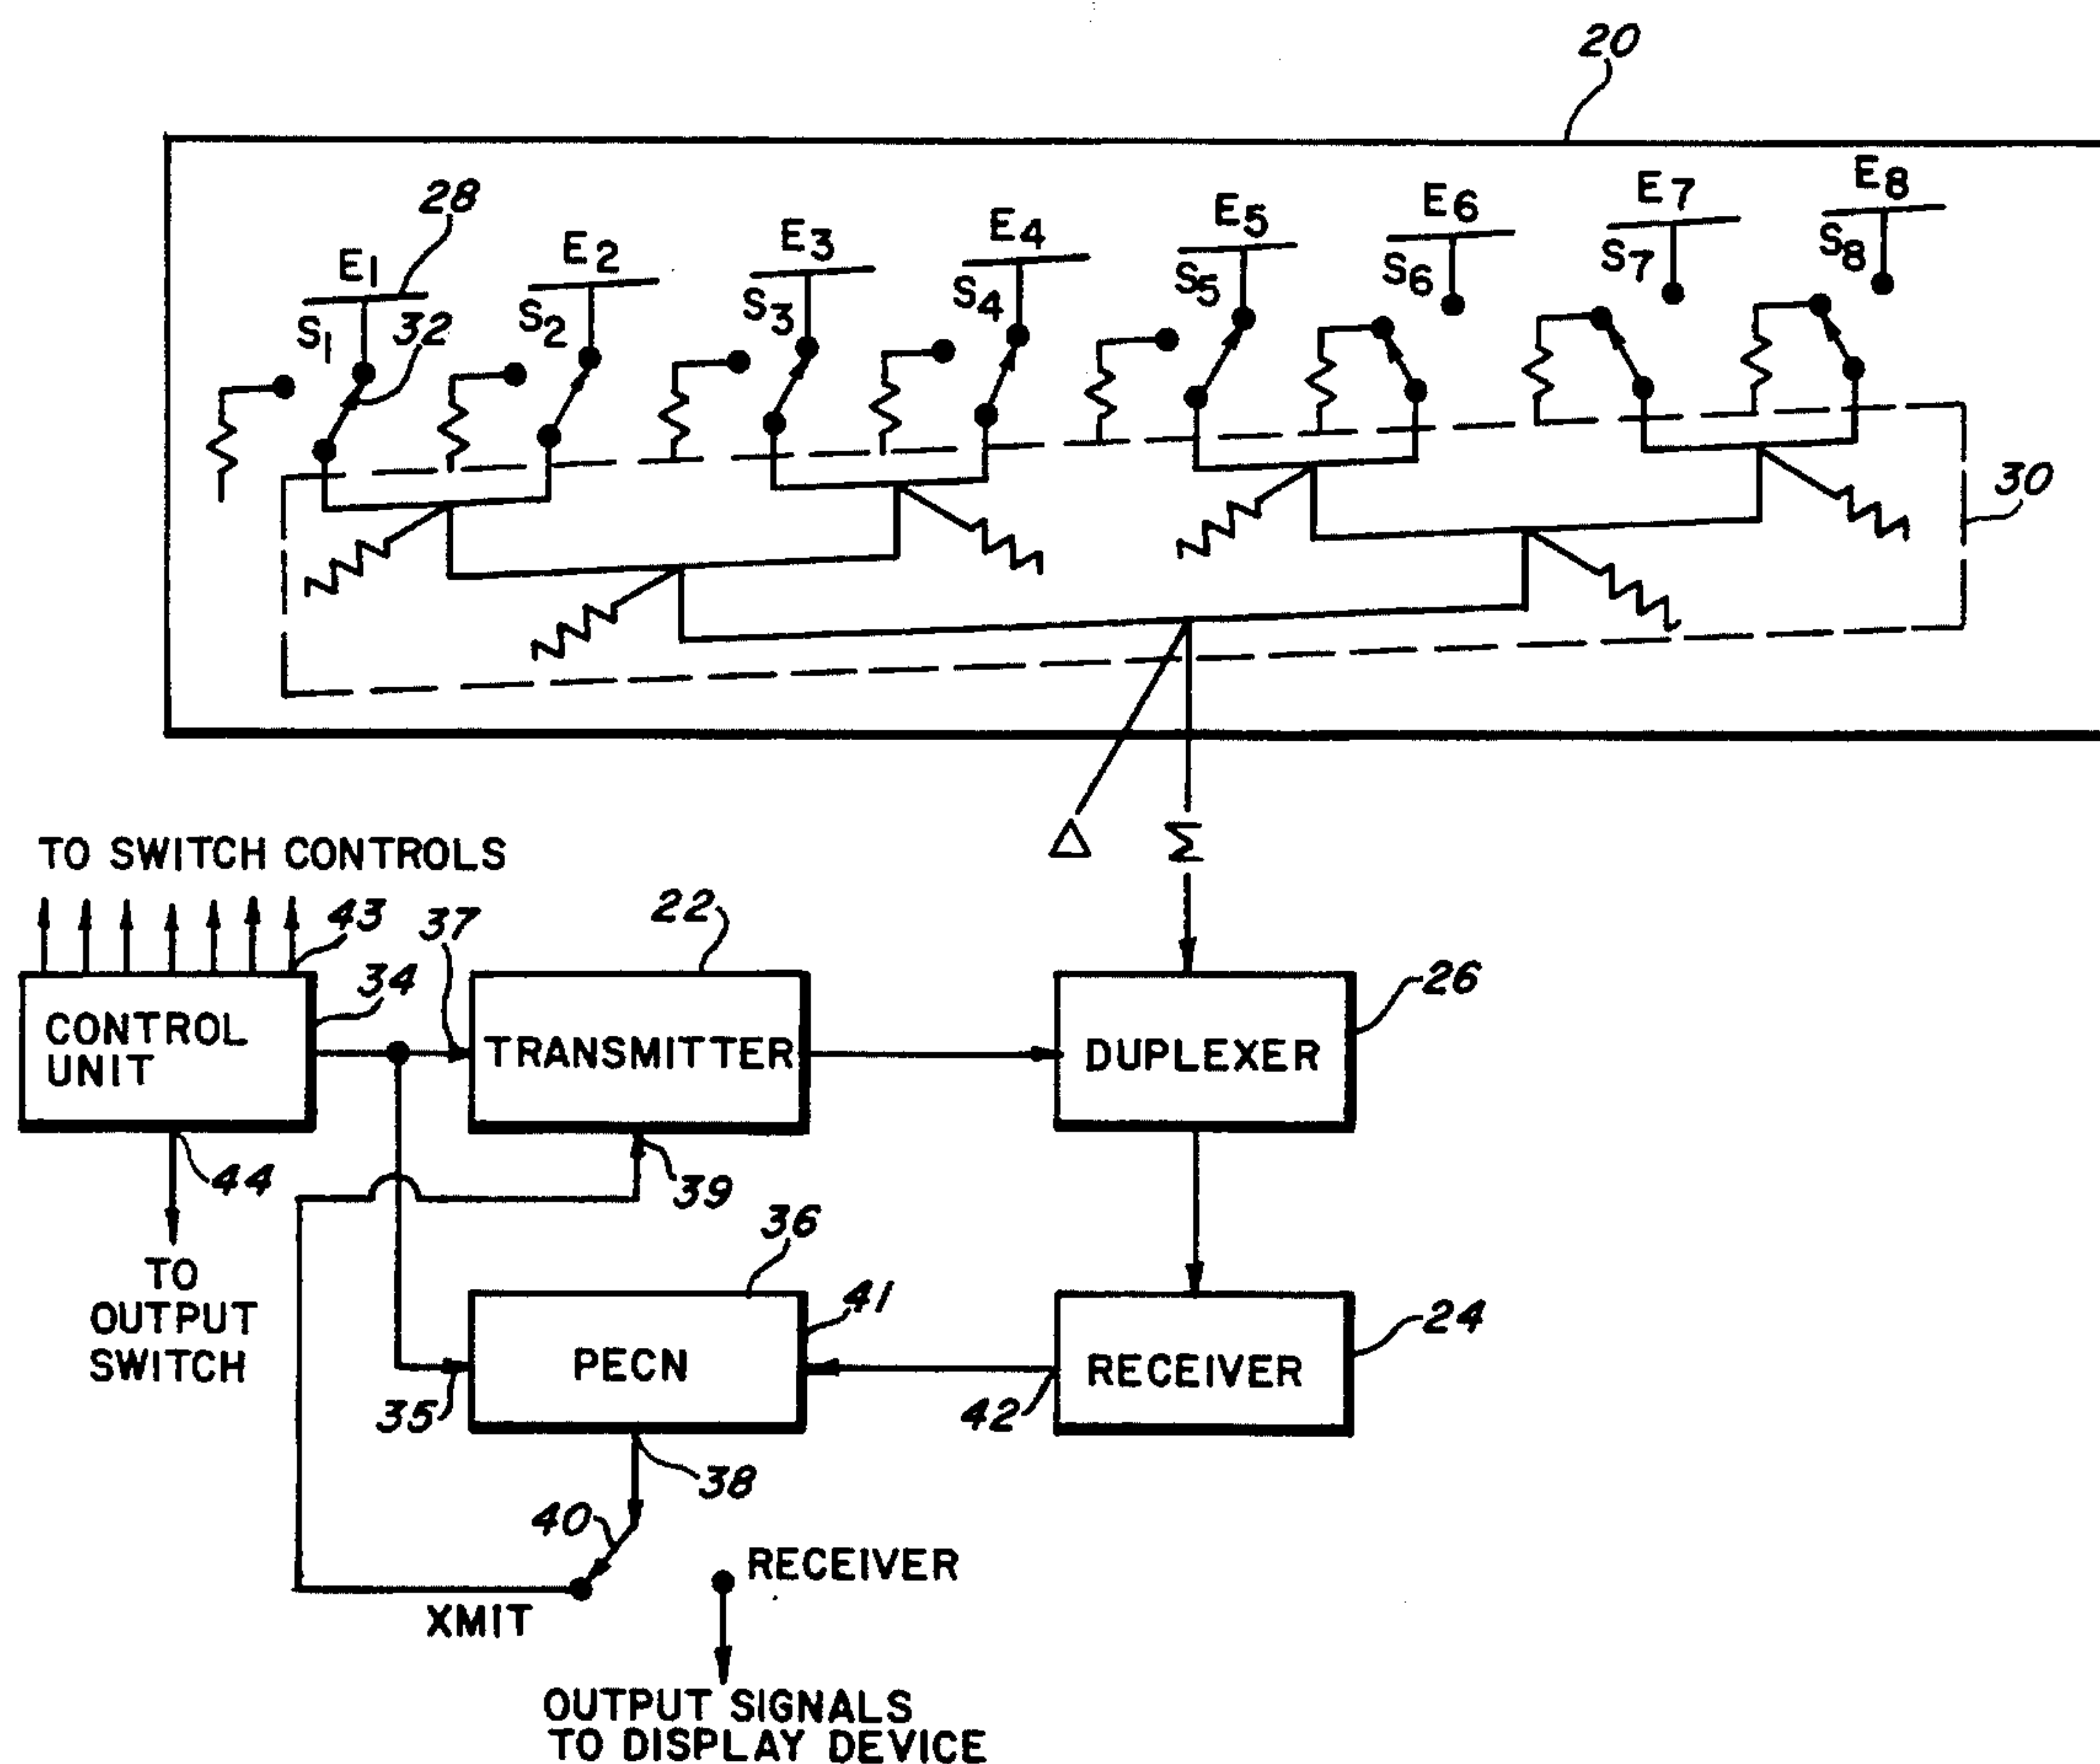 20
28
E1 E2 E3 E4 E5 E6 E7 E8
S1 S2 S3 S4 S5 S6 S7 S8
32
30
Δ Σ
TO SWITCH CONTROLS
43
37
22
34
26
CONTROL
UNIT
TRANSMITTER
DUPLEXER
44
39
TO
OUTPUT
SWITCH
36
41
24
PECN
RECEIVER
35
42
38
40
RECEIVER
XMIT
OUTPUT SIGNALS
TO DISPLAY DEVICE